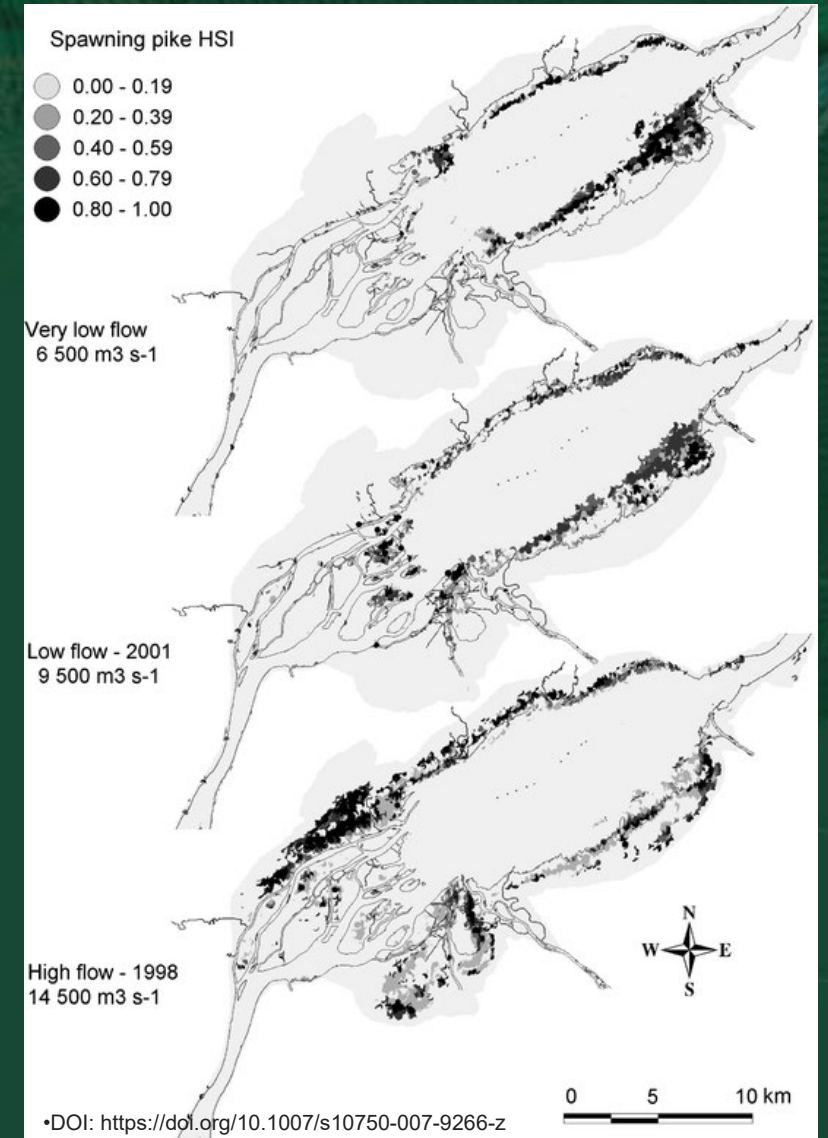 Spawning pike HSI
0.00 - 0.19
0.20 - 0.39
0.40 - 0.59
0.60 - 0.79
0.80 - 1.00
Very low flow
6 500 m3 s-1
Low flow - 2001
9 500 m3 s-1
High flow - 1998
14 500 m3 s-1
N
W E
S
0 5 10 km
•DOI: https://doi.org/10.1007/s10750-007-9266-z